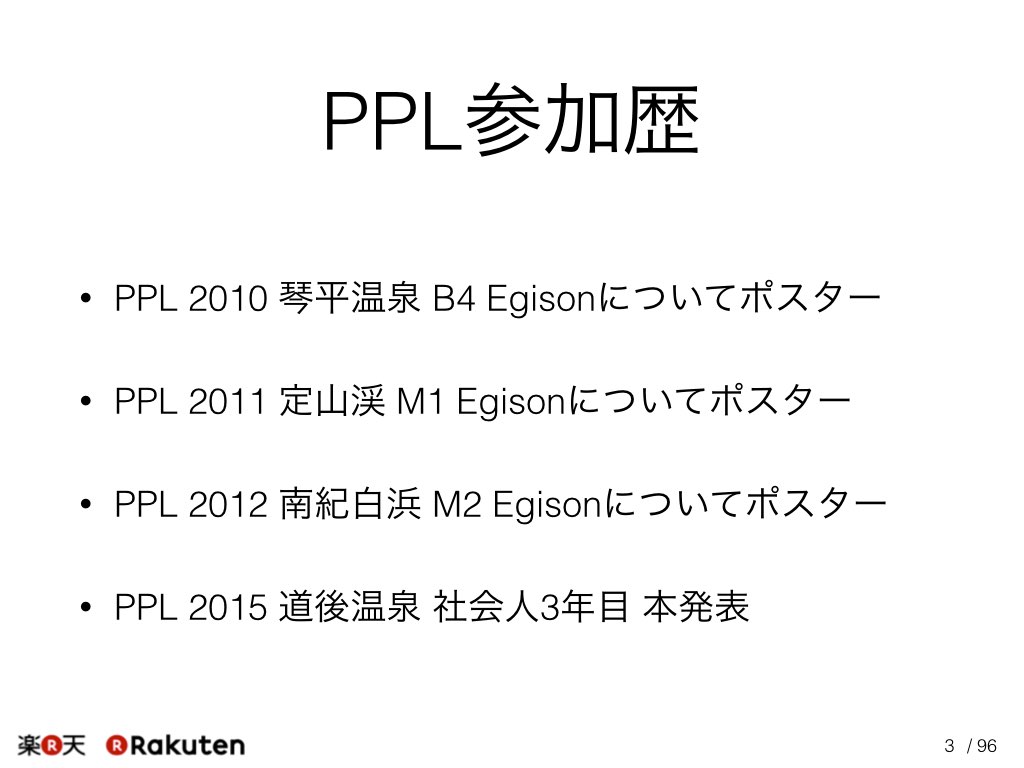 PPL参加歴
• PPL 2010 琴平温泉 B4 Egisonについてポスター
• PPL 2011 定山渓 M1 Egisonについてポスター
• PPL 2012 南紀白浜 M2 Egisonについてポスター
• PPL 2015 道後温泉 社会人3年目 本発表
楽R天 R Rakuten 3 / 96